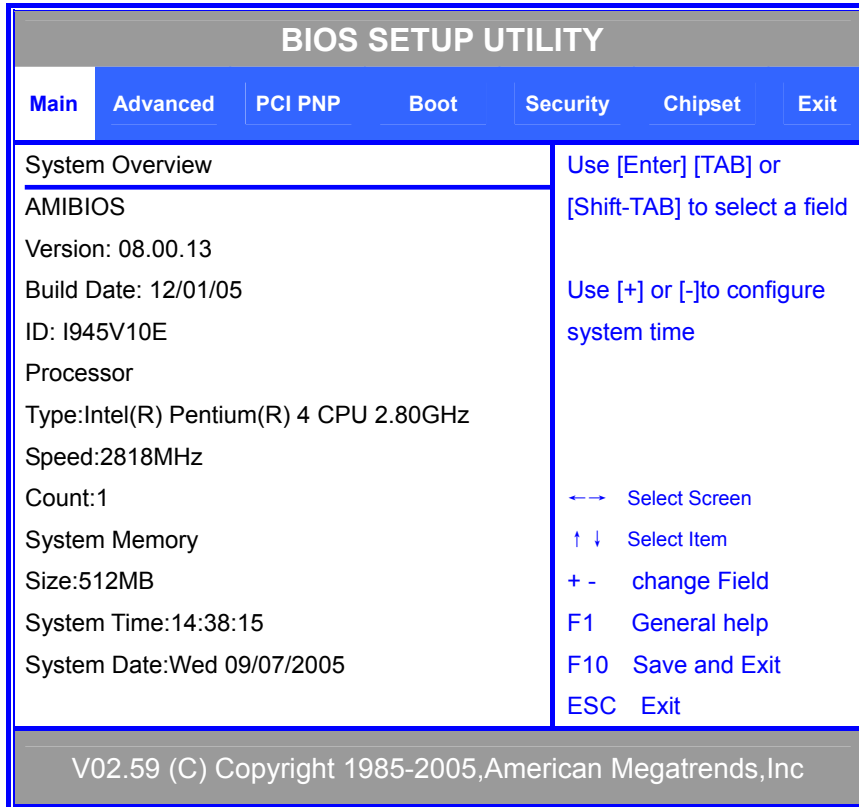 BIOS SETUP UTILITY
Main Advanced PCI PNP Boot Security Chipset Exit
System Overview
AMIBIOS
Version: 08.00.13
Build Date: 12/01/05
ID: I945V10E
Processor
Type:Intel(R) Pentium(R) 4 CPU 2.80GHz
Speed:2818MHz
Count:1
System Memory
Size:512MB
System Time:14:38:15
System Date:Wed 09/07/2005
Use [Enter] [TAB] or
[Shift-TAB] to select a field
Use [+] or [-]to configure
system time
←→ Select Screen
↑↓ Select Item
+ - change Field
F1 General help
F10 Save and Exit
ESC Exit
V02.59 (C) Copyright 1985-2005,American Megatrends,Inc